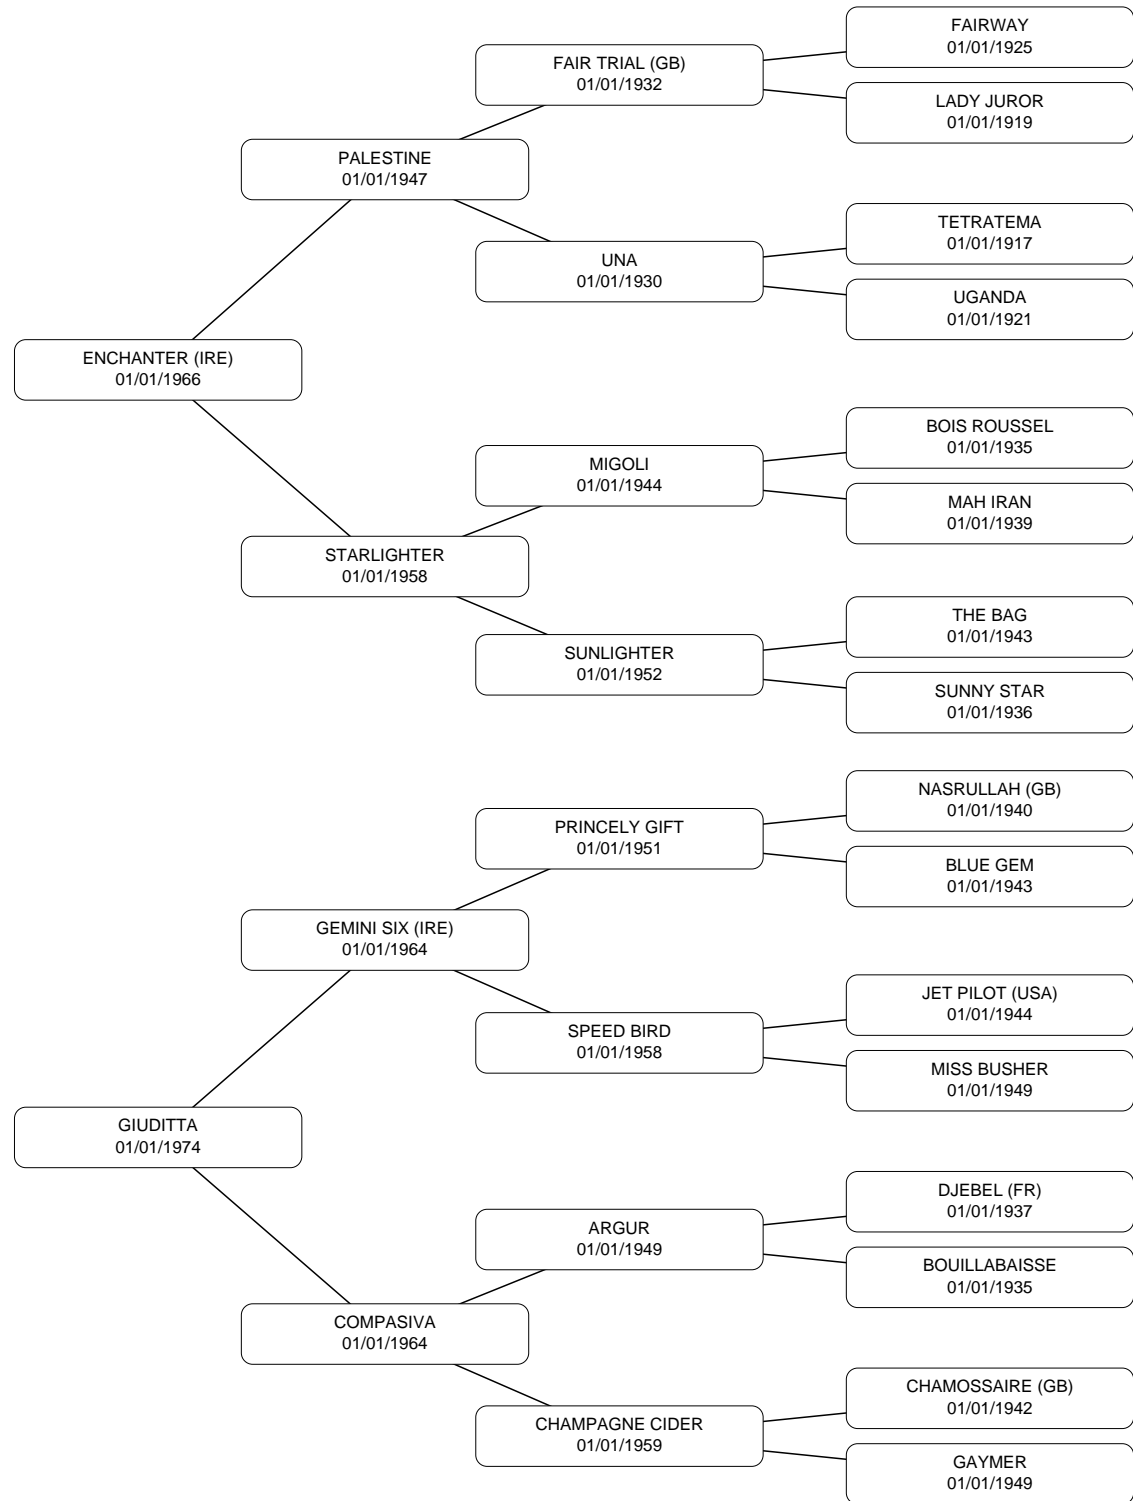 FAIRWAY
01/01/1925
FAIR TRIAL (GB)
01/01/1932
LADY JUROR
01/01/1919
PALESTINE
01/01/1947
TETRATEMA
01/01/1917
UNA
01/01/1930
UGANDA
01/01/1921
ENCHANTER (IRE)
01/01/1966
BOIS ROUSSEL
01/01/1935
MIGOLI
01/01/1944
MAH IRAN
01/01/1939
STARLIGHTER
01/01/1958
THE BAG
01/01/1943
SUNLIGHTER
01/01/1952
SUNNY STAR
01/01/1936
NASRULLAH (GB)
01/01/1940
PRINCELY GIFT
01/01/1951
BLUE GEM
01/01/1943
GEMINI SIX (IRE)
01/01/1964
JET PILOT (USA)
01/01/1944
SPEED BIRD
01/01/1958
MISS BUSHER
01/01/1949
GIUDITTA
01/01/1974
DJEBEL (FR)
01/01/1937
ARGUR
01/01/1949
BOUILLABAISSE
01/01/1935
COMPASIVA
01/01/1964
CHAMOSSAIRE (GB)
01/01/1942
CHAMPAGNE CIDER
01/01/1959
GAYMER
01/01/1949